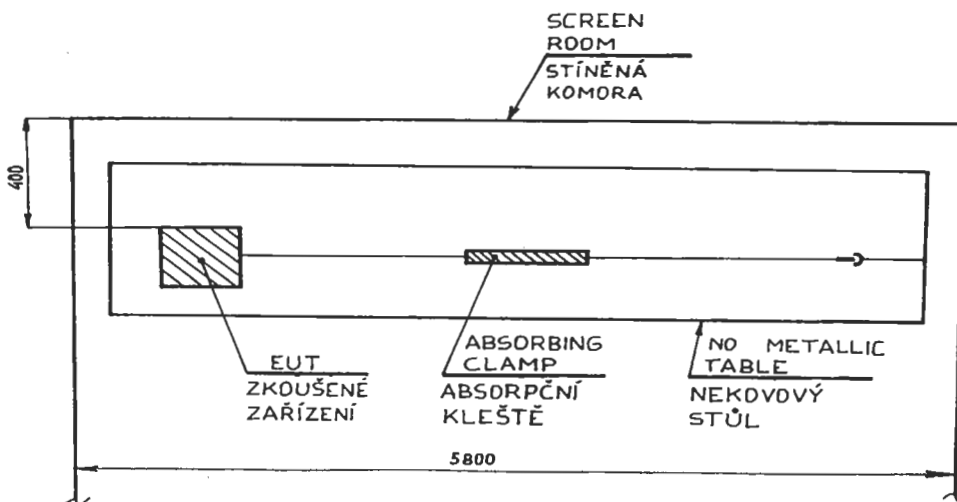 SCREEN
ROOM
STÍNĚNÁ
KOMORA
400
EUT
ZKOUŠENÉ
ZAŘÍZENÍ
ABSORBING
CLAMP
ABSORPČNÍ
KLEŠTĚ
NO METALLIC
TABLE
NEKOVOVÝ
STŮL
5800